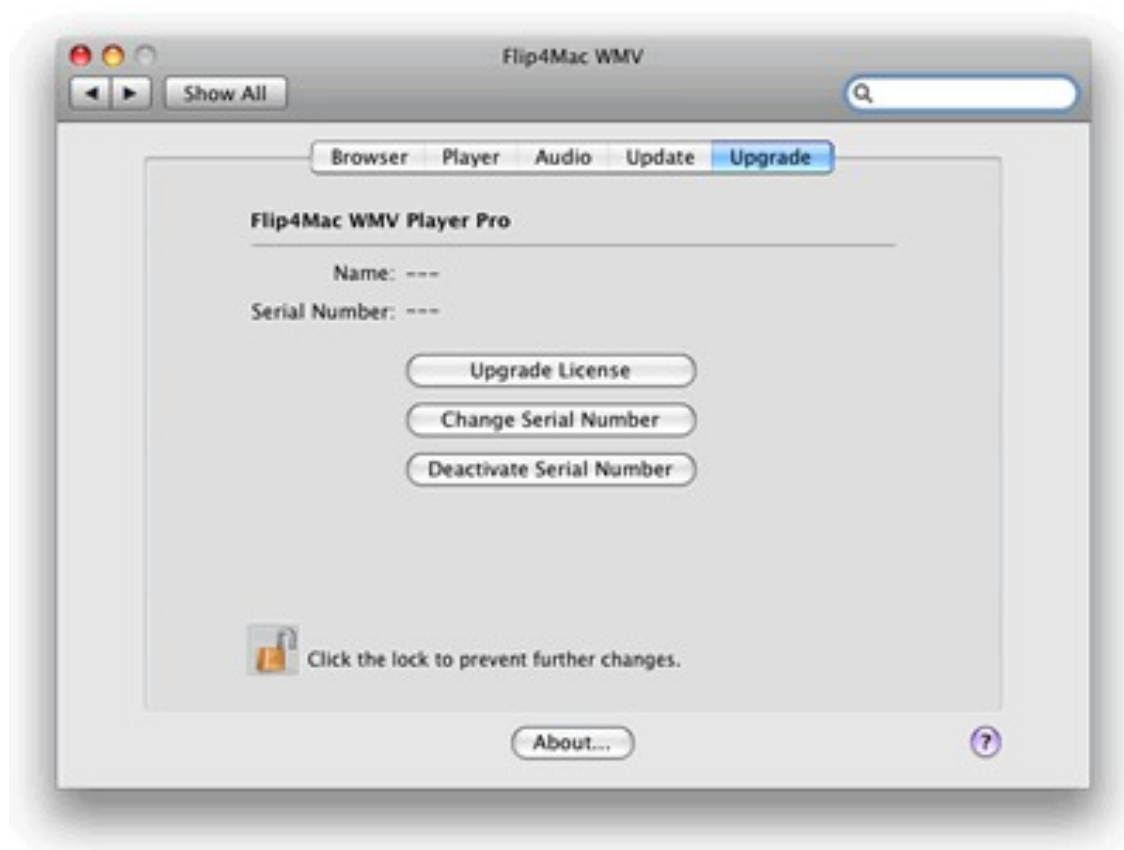 Flip4Mac WMV
Show All
Browser Player Audio Update Upgrade
Flip4Mac WMV Player Pro
Name: ---
Serial Number: ---
Upgrade License
Change Serial Number
Deactivate Serial Number
Click the lock to prevent further changes.
About...
?